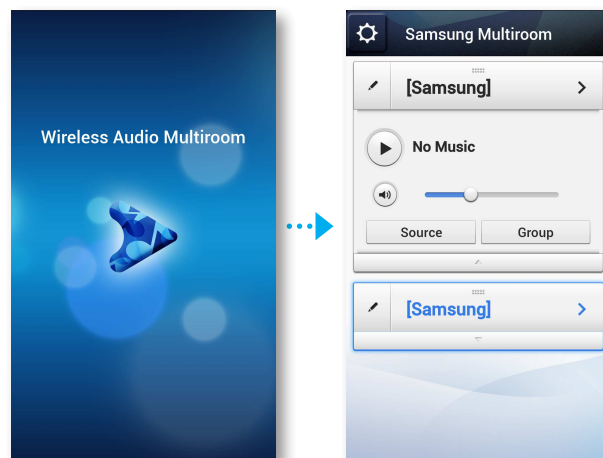 Wireless Audio Multiroom
Samsung Multiroom
[Samsung]
No Music
Source Group
[Samsung]